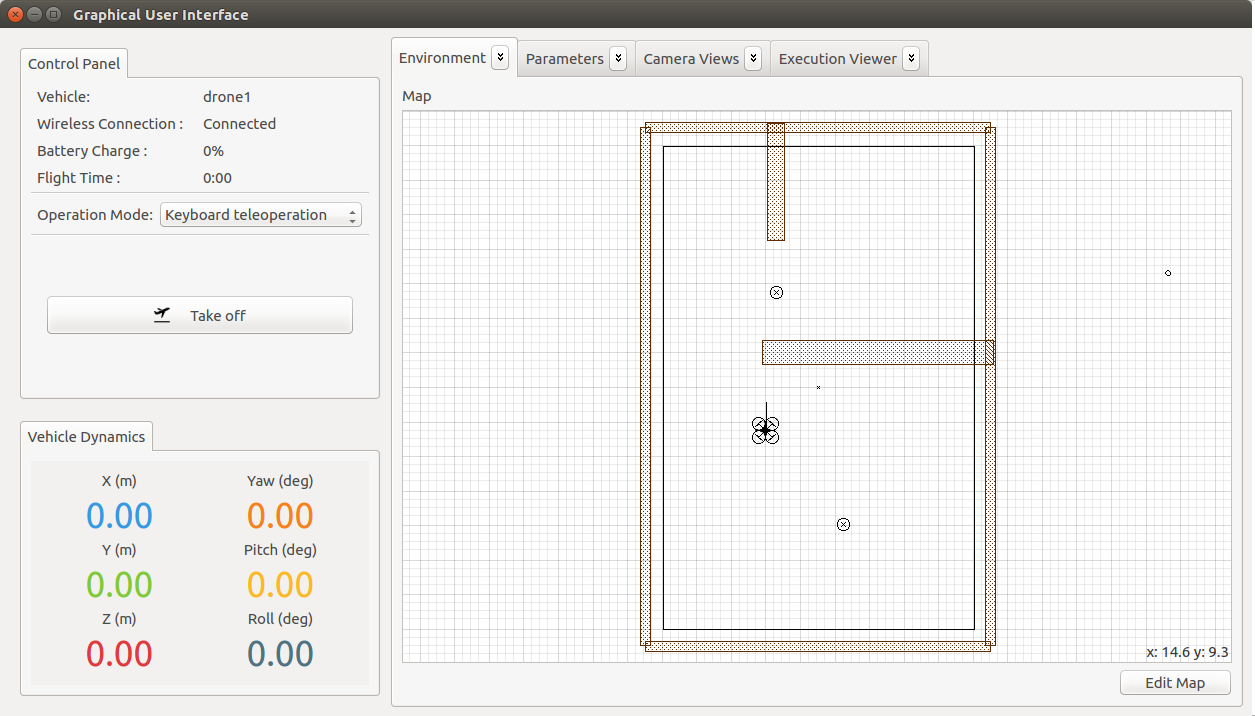 Graphical User Interface
Control Panel
Vehicle: drone1
Wireless Connection : Connected
Battery Charge : 0%
Flight Time : 0:00
Operation Mode: Keyboard teleoperation
Take off
Vehicle Dynamics
X (m) Yaw (deg)
0.00 0.00
Y (m) Pitch (deg)
0.00 0.00
Z (m) Roll (deg)
0.00 0.00
Environment Parameters Camera Views Execution Viewer
Map
x: 14.6 y: 9.3
Edit Map